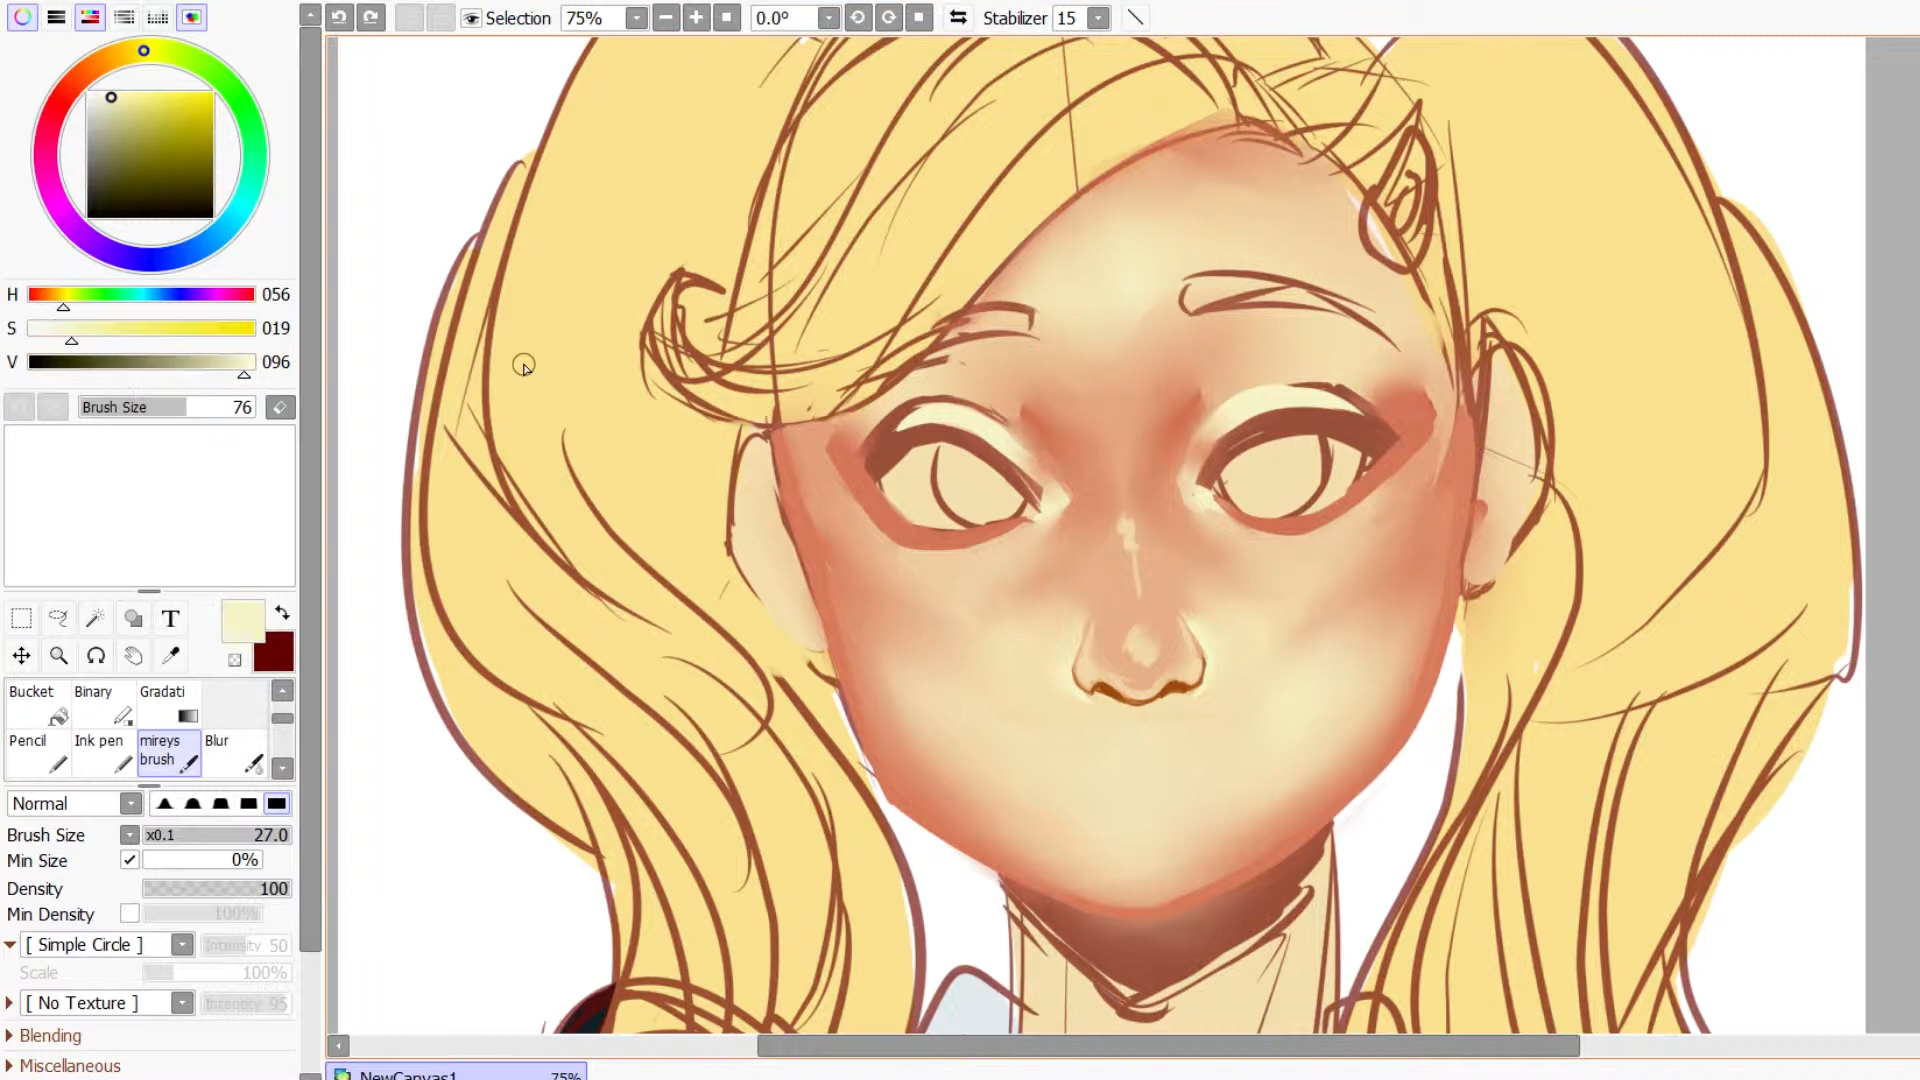 Selection 75% 0.0° Stabilizer 15
H 056
S 019
V 096
Brush Size 76
T
Bucket Binary Gradati
Pencil Ink pen mireys brush Blur
Normal
Brush Size x0.1 27.0
Min Size 0%
Density 100
Min Density 100%
[ Simple Circle ] Intensity 50
Scale 100%
[ No Texture ] Intensity 95
Blending
Miscellaneous
NewCanvas1 75%